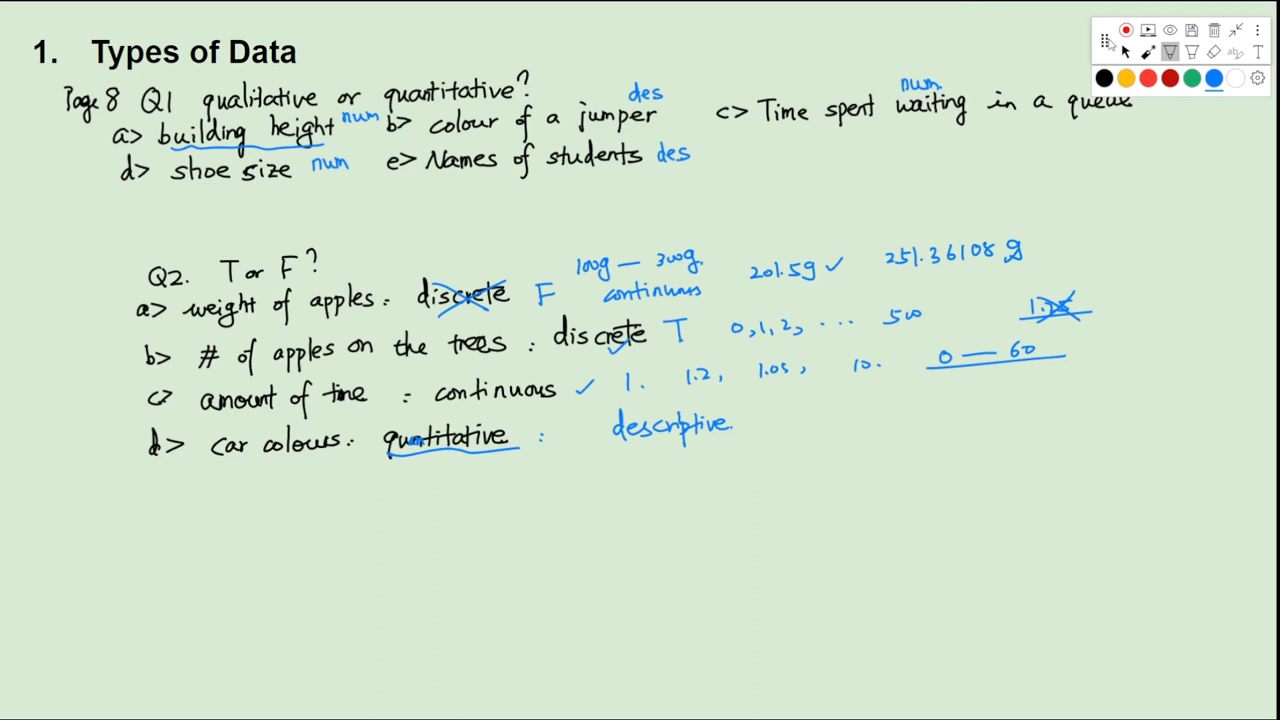 1. Types of Data
Page 8 Q1 qualitative or quantitative?
a> building height num b> colour of a jumper des c> Time spent waiting in a queue num
d> shoe size num e> Names of students des
Q2. T or F?
a> weight of apples : discrete F 100g — 300g. continuous 201.5g ✓ 251.36108 g
b> # of apples on the trees : discrete T 0,1,2, ... 500 1.25
c> amount of time : continuous ✓ 1. 1.2, 1.05, 10. 0 — 60
d> car colours : quantitative : descriptive.